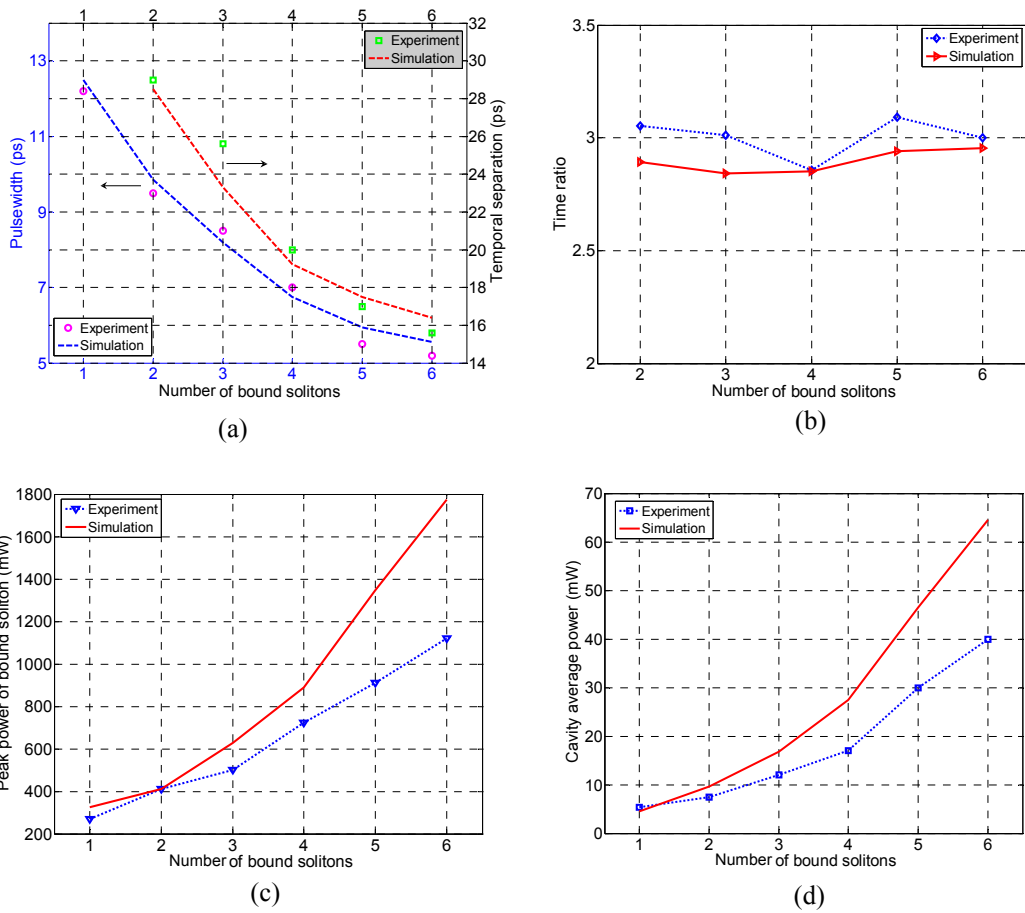 1 2 3 4 5 6
32
30
28
26
24
22
20
18
16
14
Temporal separation (ps)
Experiment
Simulation
13
11
9
7
5
Pulsewidth (ps)
Experiment
Simulation
1 2 3 4 5 6
Number of bound solitons
(a)
3.5
3
2.5
2
Time ratio
Experiment
Simulation
2 3 4 5 6
Number of bound solitons
(b)
1800
1600
1400
1200
1000
800
600
400
200
Peak power of bound soliton (mW)
Experiment
Simulation
1 2 3 4 5 6
Number of bound solitons
(c)
70
60
50
40
30
20
10
0
Cavity average power (mW)
Experiment
Simulation
1 2 3 4 5 6
Number of bound solitons
(d)